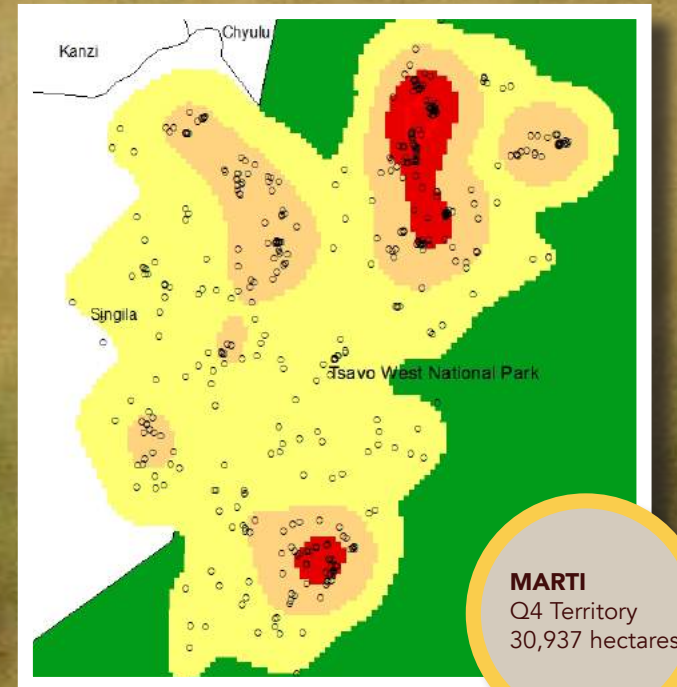 Kanzi
Chyulu
Singila
Tsavo West National Park
MARTI
Q4 Territory
30,937 hectares